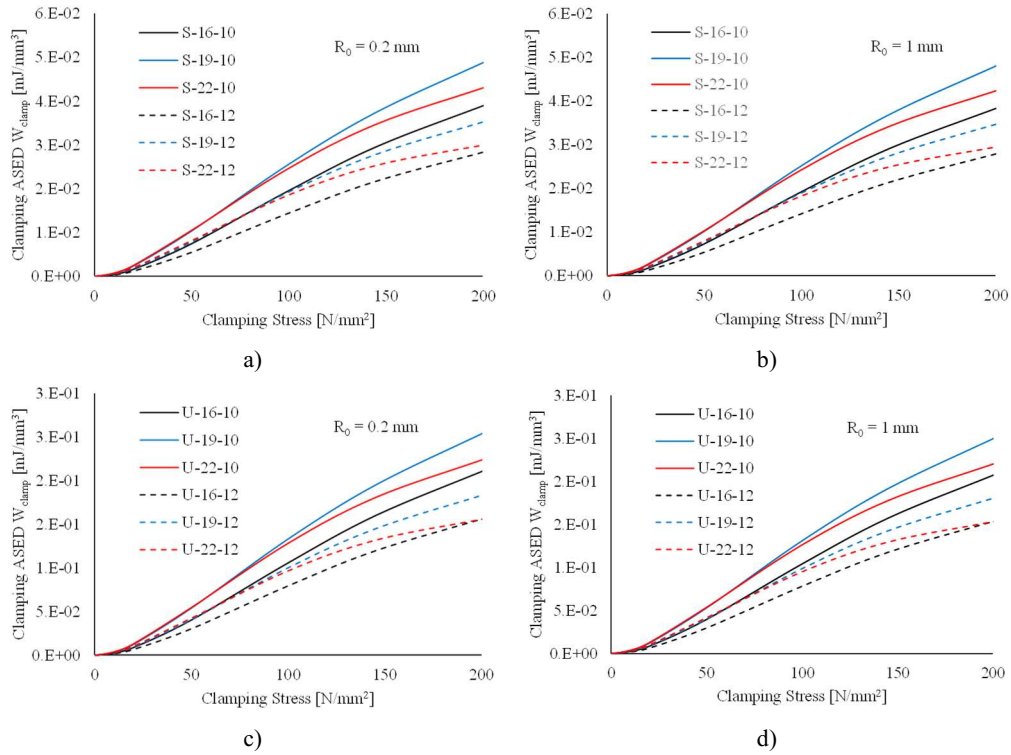 Clamping ASED W_clamp [mJ/mm³]
6.E-02
5.E-02
4.E-02
3.E-02
2.E-02
1.E-02
0.E+00
S-16-10
S-19-10
S-22-10
S-16-12
S-19-12
S-22-12
R₀ = 0.2 mm
0 50 100 150 200
Clamping Stress [N/mm²]
a)
Clamping ASED W_clamp [mJ/mm³]
6.E-02
5.E-02
4.E-02
3.E-02
2.E-02
1.E-02
0.E+00
S-16-10
S-19-10
S-22-10
S-16-12
S-19-12
S-22-12
R₀ = 1 mm
0 50 100 150 200
Clamping Stress [N/mm²]
b)
Clamping ASED W_clamp [mJ/mm³]
3.E-01
3.E-01
2.E-01
2.E-01
1.E-01
5.E-02
0.E+00
U-16-10
U-19-10
U-22-10
U-16-12
U-19-12
U-22-12
R₀ = 0.2 mm
0 50 100 150 200
Clamping Stress [N/mm²]
c)
Clamping ASED W_clamp [mJ/mm³]
3.E-01
3.E-01
2.E-01
2.E-01
1.E-01
5.E-02
0.E+00
U-16-10
U-19-10
U-22-10
U-16-12
U-19-12
U-22-12
R₀ = 1 mm
0 50 100 150 200
Clamping Stress [N/mm²]
d)